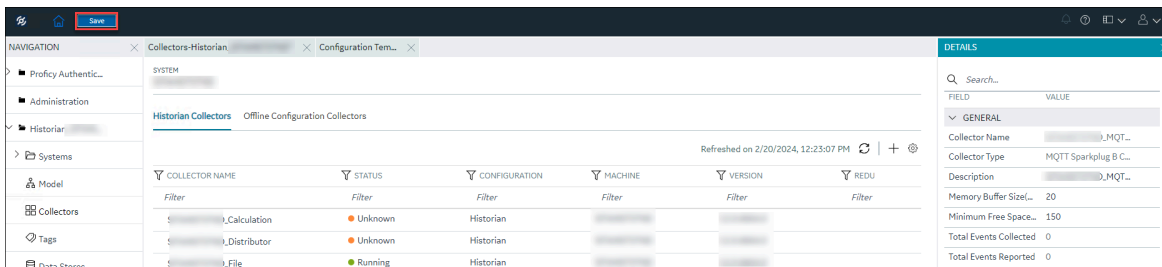 Save
NAVIGATION
Proficy Authentic...
Administration
Historian
Systems
Model
Collectors
Tags
Data Stores
Collectors-Historian
Configuration Tem...
SYSTEM
Historian Collectors Offline Configuration Collectors
Refreshed on 2/20/2024, 12:23:07 PM
COLLECTOR NAME STATUS CONFIGURATION MACHINE VERSION REDU
Filter Filter Filter Filter Filter Filter
_Calculation Unknown Historian
_Distributor Unknown Historian
_File Running Historian
DETAILS
Search...
FIELD VALUE
GENERAL
Collector Name _MQT...
Collector Type MQTT Sparkplug B C...
Description _MQT...
Memory Buffer Size(... 20
Minimum Free Space... 150
Total Events Collected 0
Total Events Reported 0